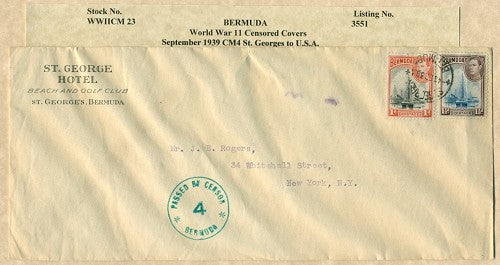 Stock No.
WWIICM 23
BERMUDA
World War 11 Censored Covers
September 1939 CM4 St. Georges to U.S.A.
Listing No.
3551
ST. GEORGE
HOTEL
BEACH AND GOLF CLUB
ST. GEORGE'S, BERMUDA
BERMUDA
BERMUDA
Mr. J. E. Rogers,
34 Whitehall Street,
New York, N.Y.
PASSED BY CENSOR
4
BERMUDA